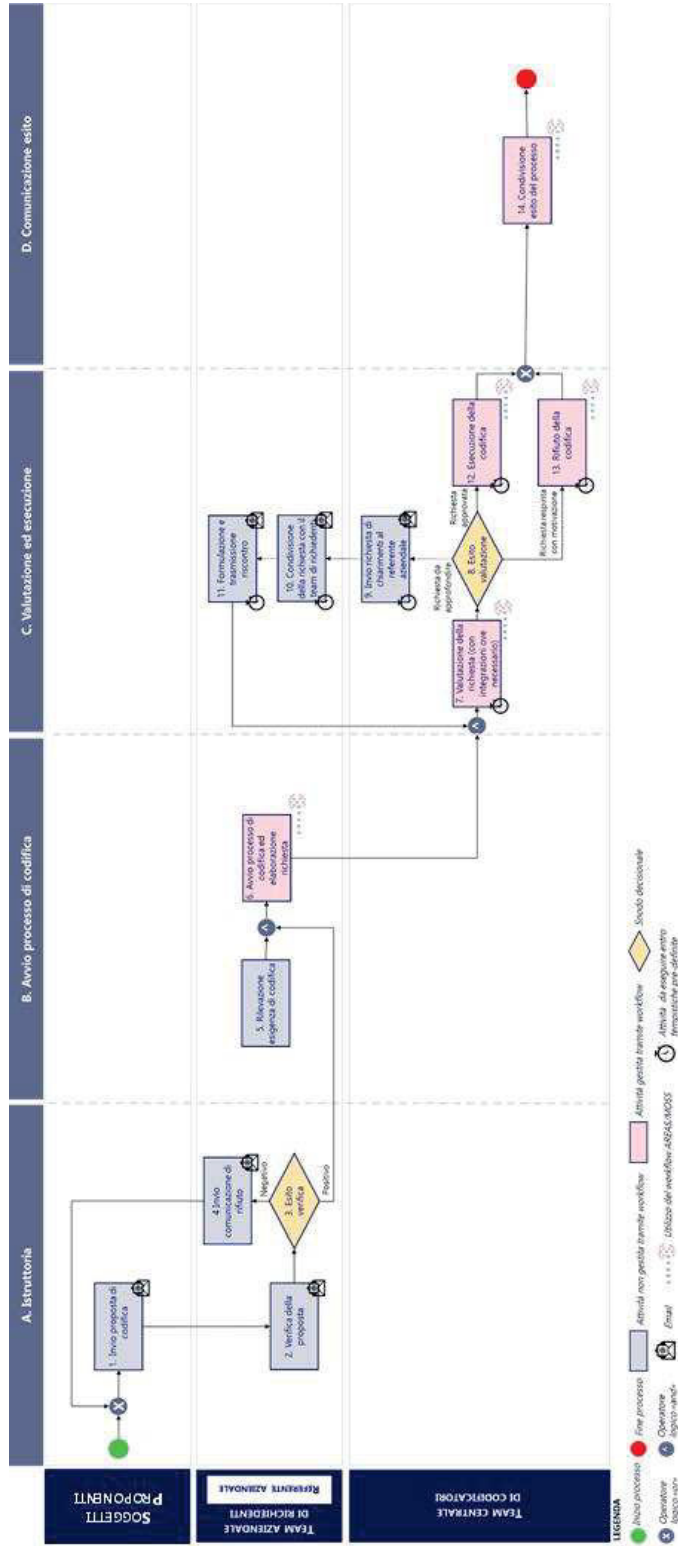 A. Istruttoria
B. Avvio processo di codifica
C. Valutazione ed esecuzione
D. Comunicazione esito
SOGGETTI
PROPONENTI
TEAM AZIENDALE
DI RICHIEDENTI
REFERENTE AZIENDALE
TEAM CENTRALE
DI CODIFICATORI
1. Invio proposta di
codifica
2. Verifica della
proposta
3. Esito
verifica
Negativo
Positivo
4 Invio
comunicazione di
rifiuto
5. Rilevazione
esigenza di codifica
6. Avvio processo di
codifica ed
elaborazione
richiesta
7. Valutazione della
richiesta (con
integrazioni ove
necessario)
8. Esito
valutazione
Richiesta da
approfondire
Richiesta
approvata
Richiesta respinta
con motivazione
9. Invio richiesta di
chiarimento al
referente
aziendale
10. Condivisione
della richiesta con il
team di richiedenti
11. Formulazione e
trasmissione
riscontro
12. Esecuzione della
codifica
13. Rifiuto della
codifica
14. Condivisione
esito del processo
LEGENDA
Inizio processo
Fine processo
Attività non gestita tramite workflow
Attività gestita tramite workflow
Snodo decisionale
Operatore
logico «or»
Operatore
logico «and»
Email
Utilizzo del workflow AREAS/MOSS
Attività da eseguire entro
tempistiche pre-definite